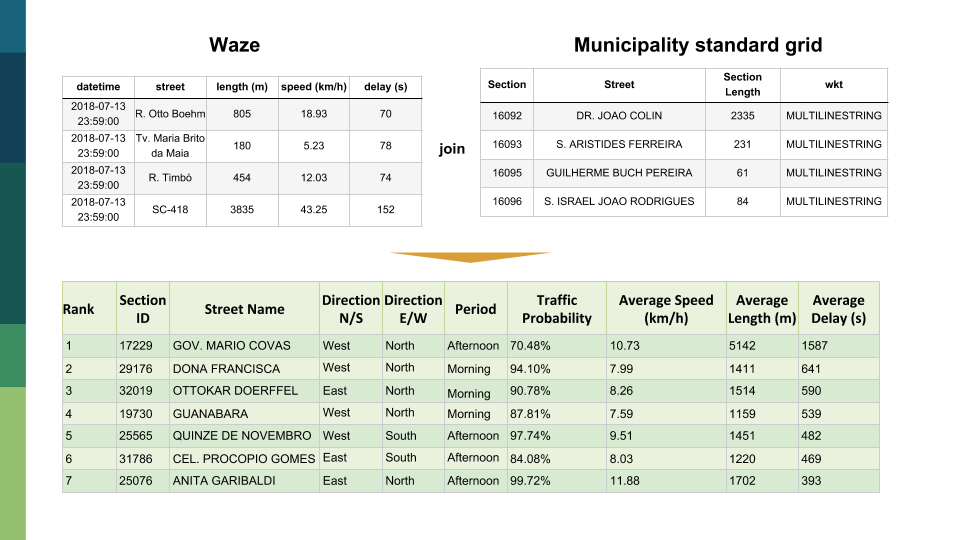 Waze
Municipality standard grid
datetime street length (m) speed (km/h) delay (s)
2018-07-13 23:59:00 R. Otto Boehm 805 18.93 70
2018-07-13 23:59:00 Tv. Maria Brito da Maia 180 5.23 78
2018-07-13 23:59:00 R. Timbó 454 12.03 74
2018-07-13 23:59:00 SC-418 3835 43.25 152
join
Section Street Section Length wkt
16092 DR. JOAO COLIN 2335 MULTILINESTRING
16093 S. ARISTIDES FERREIRA 231 MULTILINESTRING
16095 GUILHERME BUCH PEREIRA 61 MULTILINESTRING
16096 S. ISRAEL JOAO RODRIGUES 84 MULTILINESTRING
Rank Section ID Street Name Direction N/S Direction E/W Period Traffic Probability Average Speed (km/h) Average Length (m) Average Delay (s)
1 17229 GOV. MARIO COVAS West North Afternoon 70.48% 10.73 5142 1587
2 29176 DONA FRANCISCA West North Morning 94.10% 7.99 1411 641
3 32019 OTTOKAR DOERFFEL East North Morning 90.78% 8.26 1514 590
4 19730 GUANABARA West North Morning 87.81% 7.59 1159 539
5 25565 QUINZE DE NOVEMBRO West South Afternoon 97.74% 9.51 1451 482
6 31786 CEL. PROCOPIO GOMES East South Afternoon 84.08% 8.03 1220 469
7 25076 ANITA GARIBALDI East North Afternoon 99.72% 11.88 1702 393